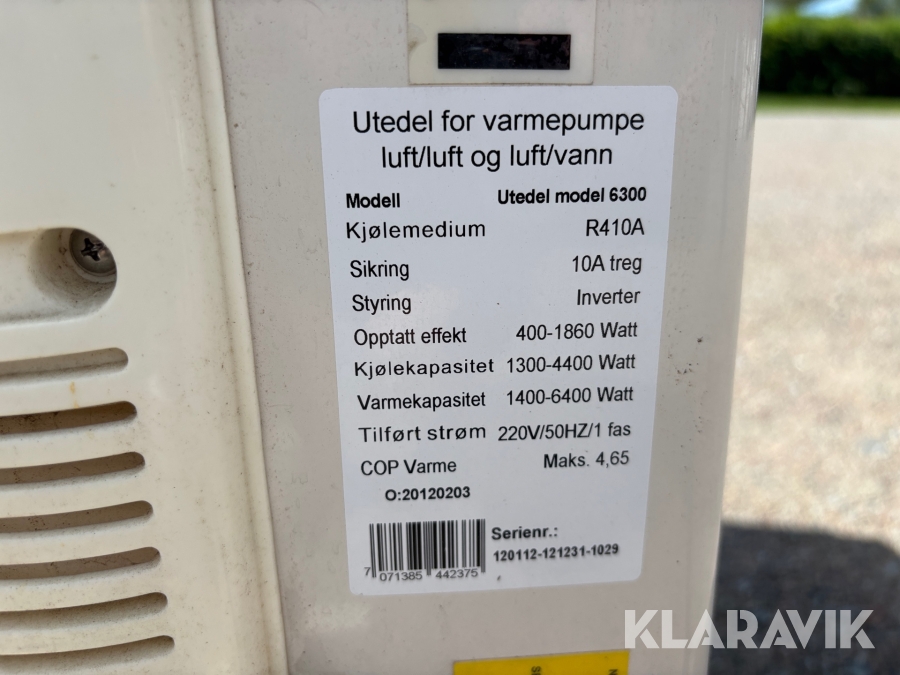 Utedel for varmepumpe
luft/luft og luft/vann
Modell Utedel model 6300
Kjølemedium R410A
Sikring 10A treg
Styring Inverter
Opptatt effekt 400-1860 Watt
Kjølekapasitet 1300-4400 Watt
Varmekapasitet 1400-6400 Watt
Tilført strøm 220V/50HZ/1 fas
COP Varme Maks. 4,65
O:20120203
Serienr.:
120112-121231-1029
7 071385 442375
KLARAVIK